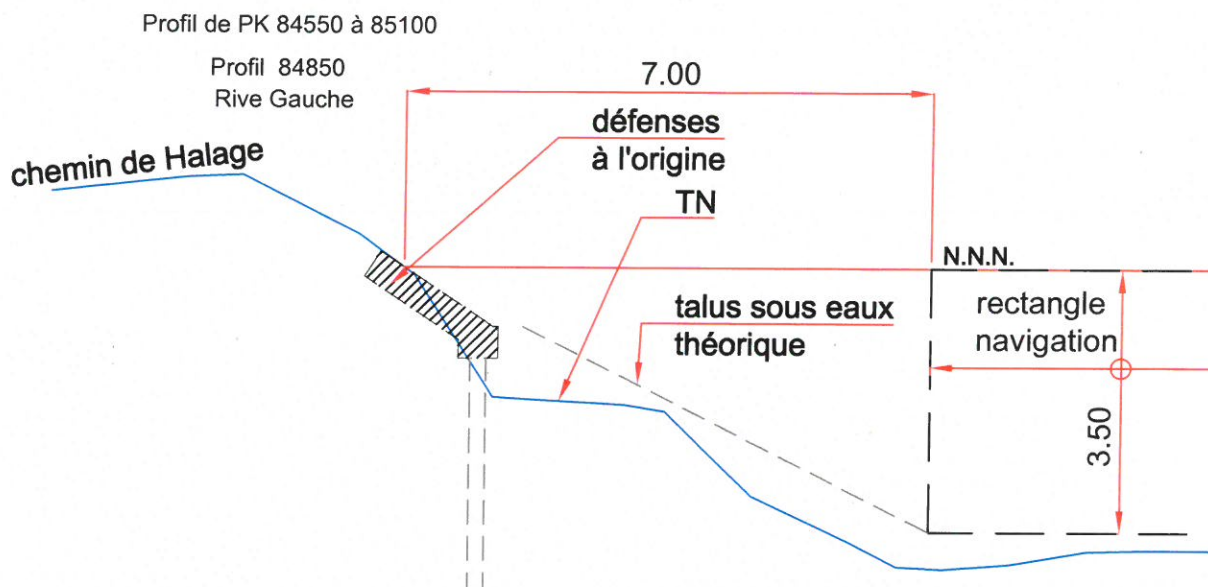 Profil de PK 84550 à 85100
Profil 84850
Rive Gauche
7.00
défenses
à l'origine
chemin de Halage
TN
N.N.N.
rectangle
navigation
talus sous eaux
théorique
3.50